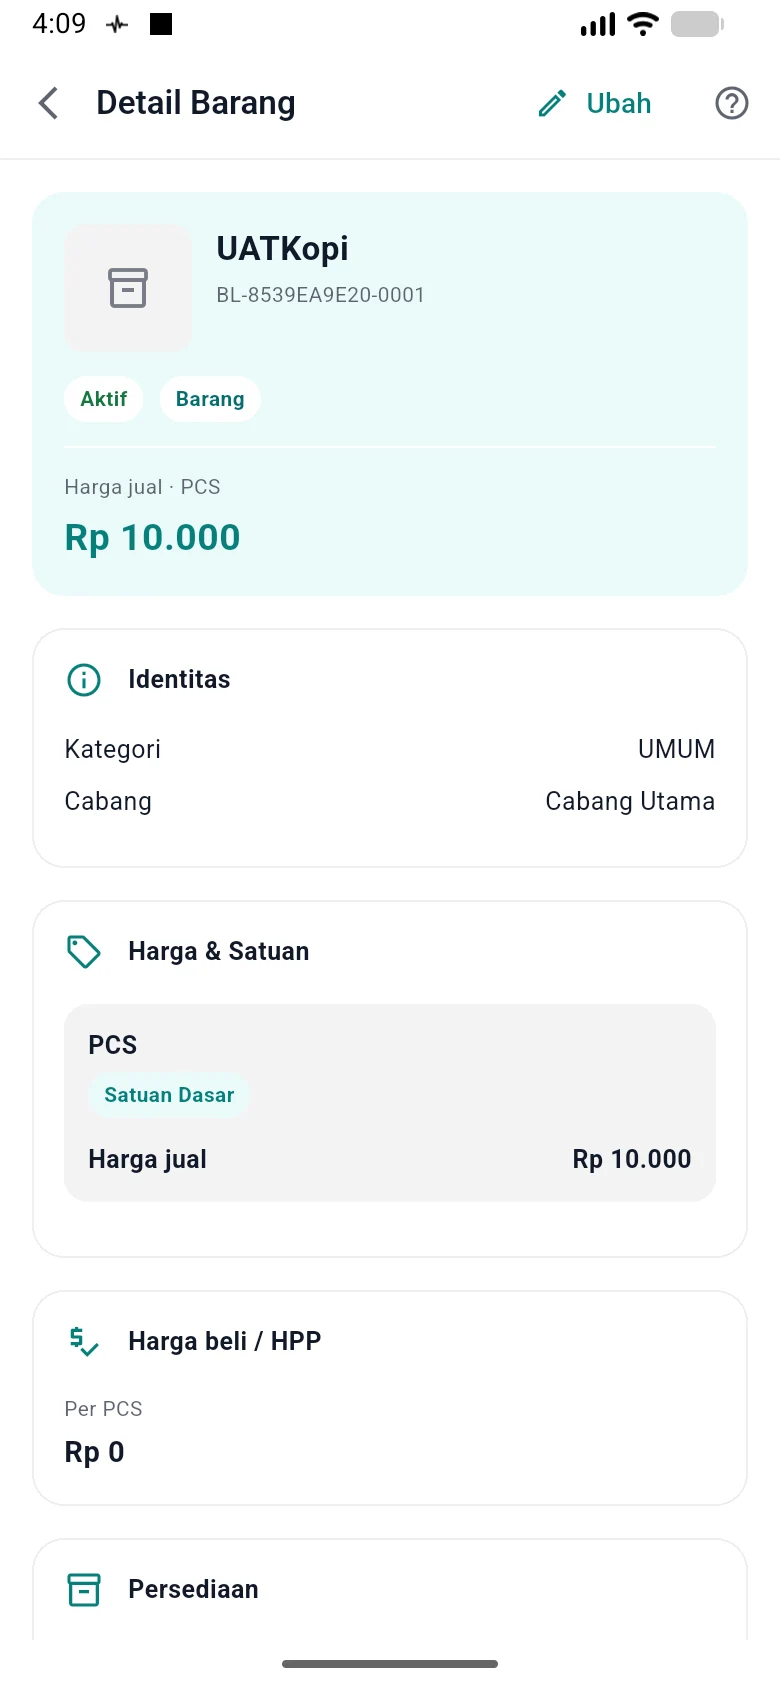 4:09
Detail Barang
Ubah
UATKopi
BL-8539EA9E20-0001
Aktif
Barang
Harga jual · PCS
Rp 10.000
Identitas
Kategori UMUM
Cabang Cabang Utama
Harga & Satuan
PCS
Satuan Dasar
Harga jual Rp 10.000
Harga beli / HPP
Per PCS
Rp 0
Persediaan